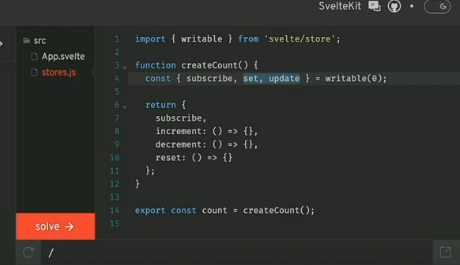 SvelteKit
src
App.svelte
stores.js
1 import { writable } from 'svelte/store';
2
3 function createCount() {
4 const { subscribe, set, update } = writable(0);
5
6 return {
7 subscribe,
8 increment: () => {},
9 decrement: () => {},
10 reset: () => {}
11 };
12 }
13
14 export const count = createCount();
15
solve →
/